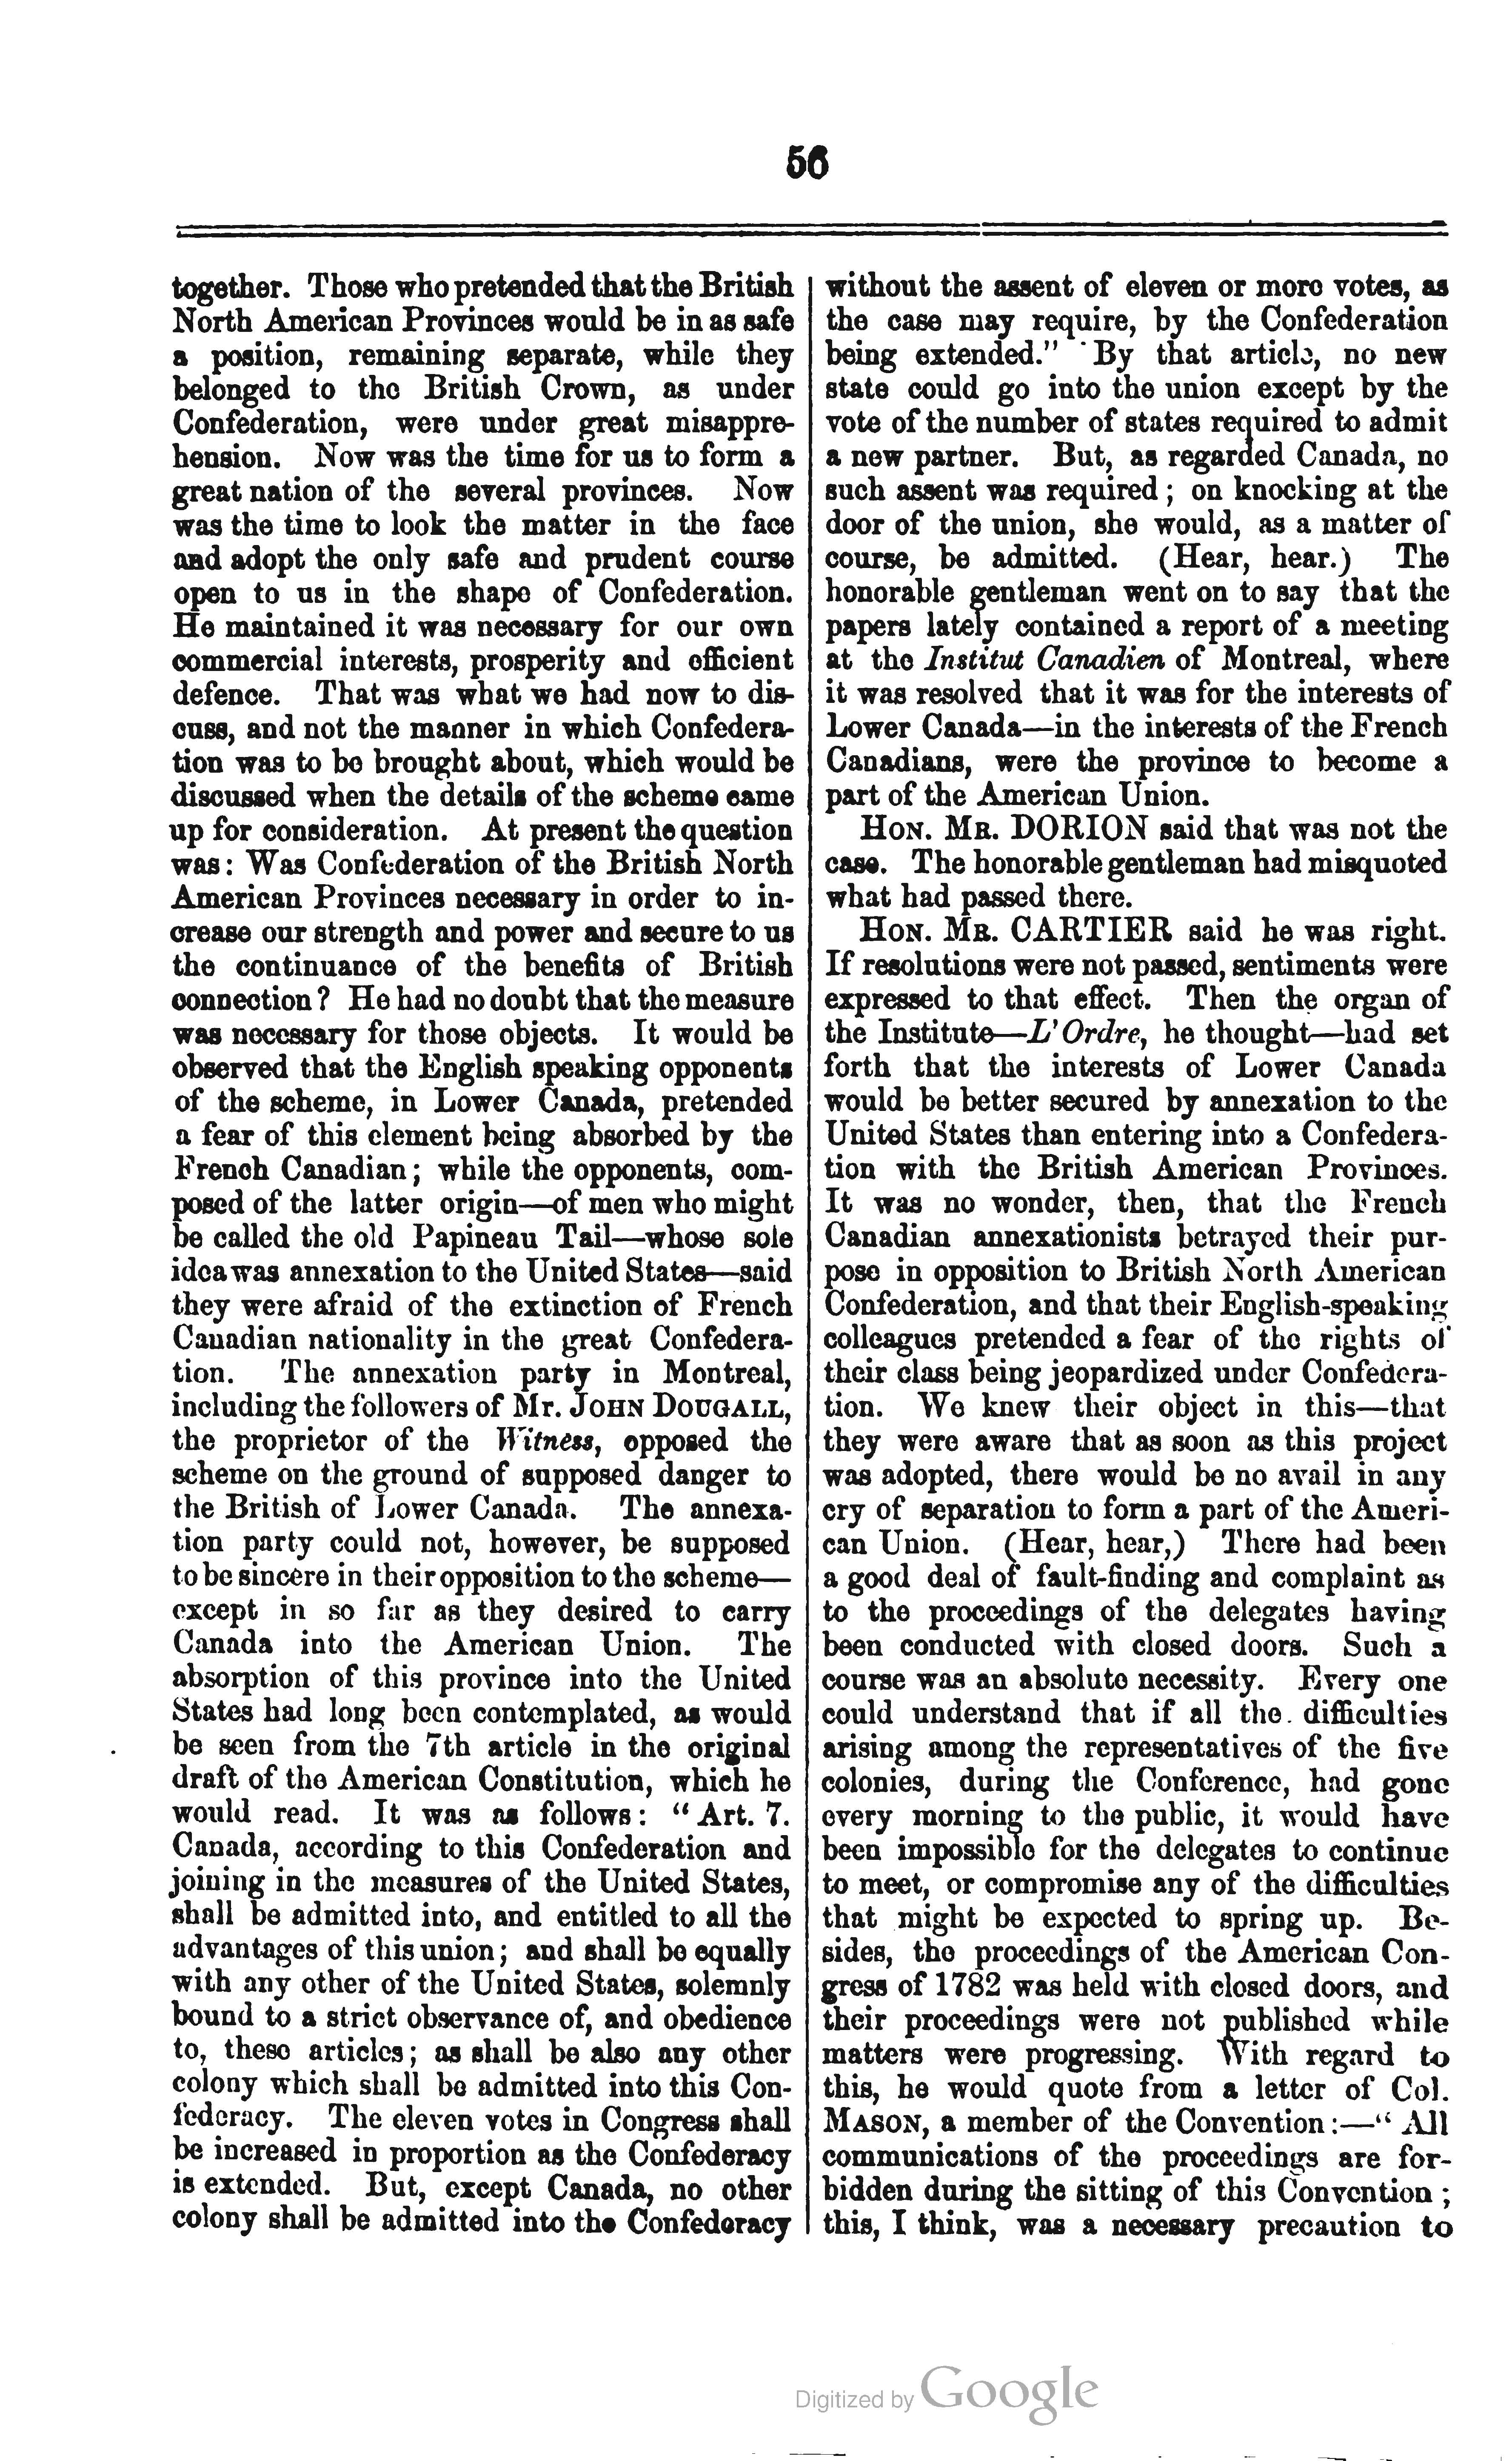 56
together. Those who pretended that the British
North American Provinces would be in as safe
a position, remaining separate, while they
belonged to the British Crown, as under
Confederation, were under great misappre-
hension. Now was the time for us to form a
great nation of the several provinces. Now
was the time to look the matter in the face
and adopt the only safe and prudent course
open to us in the shape of Confederation.
He maintained it was necessary for our own
commercial interests, prosperity and efficient
defence. That was what we had now to dis-
cuss, and not the manner in which Confedera-
tion was to be brought about, which would be
discussed when the details of the scheme came
up for consideration. At present the question
was: Was Confederation of the British North
American Provinces necessary in order to in-
crease our strength and power and secure to us
the continuance of the benefits of British
connection? He had no doubt that the measure
was necessary for those objects. It would be
observed that the English speaking opponents
of the scheme, in Lower Canada, pretended
a fear of this element being absorbed by the
French Canadian; while the opponents, com-
posed of the latter origin—of men who might
be called the old Papineau Tail—whose sole
idea was annexation to the United States—said
they were afraid of the extinction of French
Canadian nationality in the great Confedera-
tion. The annexation party in Montreal,
including the followers of Mr. JOHN DOUGALL,
the proprietor of the Witness, opposed the
scheme on the ground of supposed danger to
the British of Lower Canada. The annexa-
tion party could not, however, be supposed
to be sincere in their opposition to the scheme—
except in so far as they desired to carry
Canada into the American Union. The
absorption of this province into the United
States had long been contemplated, as would
be seen from the 7th article in the original
draft of the American Constitution, which he
would read. It was as follows: “Art. 7.
Canada, according to this Confederation and
joining in the measures of the United States,
shall be admitted into, and entitled to all the
advantages of this union; and shall be equally
with any other of the United States, solemnly
bound to a strict observance of, and obedience
to, these articles; as shall be also any other
colony which shall be admitted into this Con-
federacy. The eleven votes in Congress shall
be increased in proportion as the Confederacy
is extended. But, except Canada, no other
colony shall be admitted into the Confederacy
without the assent of eleven or more votes, as
the case may require, by the Confederation
being extended.” By that article, no new
state could go into the union except by the
vote of the number of states required to admit
a new partner. But, as regarded Canada, no
such assent was required; on knocking at the
door of the union, she would, as a matter of
course, be admitted. (Hear, hear.) The
honorable gentleman went on to say that the
papers lately contained a report of a meeting
at the Institut Canadien of Montreal, where
it was resolved that it was for the interests of
Lower Canada—in the interests of the French
Canadians, were the province to become a
part of the American Union.
HON. MR. DORION said that was not the
case. The honorable gentleman had misquoted
what had passed there.
HON. MR. CARTIER said he was right.
If resolutions were not passed, sentiments were
expressed to that effect. Then the organ of
the Institute—L'Ordre, he thought—had set
forth that the interests of Lower Canada
would be better secured by annexation to the
United States than entering into a Confedera-
tion with the British American Provinces.
It was no wonder, then, that the French
Canadian annexationists betrayed their pur-
pose in opposition to British North American
Confederation, and that their English-speaking
colleagues pretended a fear of the rights of
their class being jeopardized under Confedera-
tion. We knew their object in this—that
they were aware that as soon as this project
was adopted, there would be no avail in any
cry of separation to form a part of the Ameri-
can Union. (Hear, hear,) There had been
a good deal of fault-finding and complaint as
to the proceedings of the delegates having
been conducted with closed doors. Such a
course was an absolute necessity. Every one
could understand that if all the difficulties
arising among the representatives of the five
colonies, during the Conference, had gone
every morning to the public, it would have
been impossible for the delegates to continue
to meet, or compromise any of the difficulties
that might be expected to spring up. Be-
sides, the proceedings of the American Con-
gress of 1782 was held with closed doors, and
their proceedings were not published while
matters were progressing. With regard to
this, he would quote from a letter of Col.
MASON, a member of the Convention:—“All
communications of the proceedings are for-
bidden during the sitting of this Convention;
this, I think, was a necessary precaution to
Digitized by Google